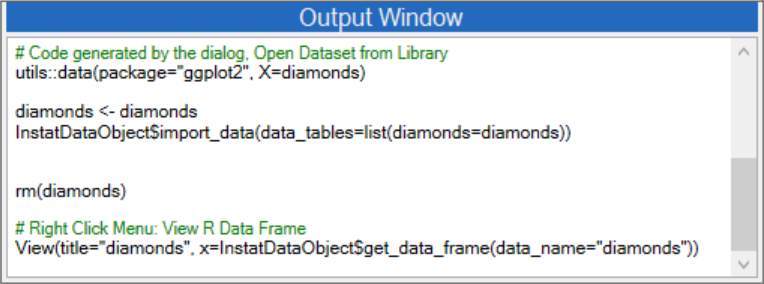 Output Window
# Code generated by the dialog, Open Dataset from Library
utils::data(package="ggplot2", X=diamonds)
diamonds <- diamonds
InstatDataObject$import_data(data_tables=list(diamonds=diamonds))
rm(diamonds)
# Right Click Menu: View R Data Frame
View(title="diamonds", x=InstatDataObject$get_data_frame(data_name="diamonds"))